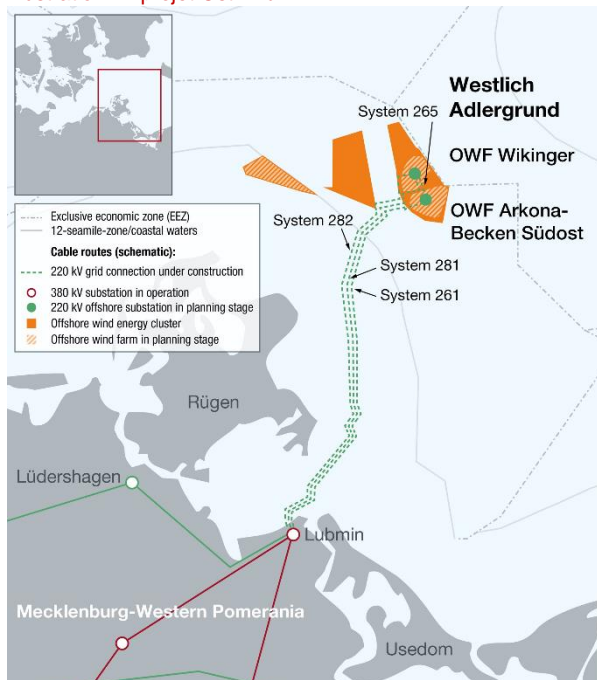 Westlich
Adlergrund
System 265
OWF Wikinger
OWF Arkona-
Becken Südost
System 282
System 281
System 261
Exclusive economic zone (EEZ)
12-seamile-zone/coastal waters
Cable routes (schematic):
220 kV grid connection under construction
380 kV substation in operation
220 kV offshore substation in planning stage
Offshore wind energy cluster
Offshore wind farm in planning stage
Rügen
Lüdershagen
Lubmin
Mecklenburg-Western Pomerania
Usedom